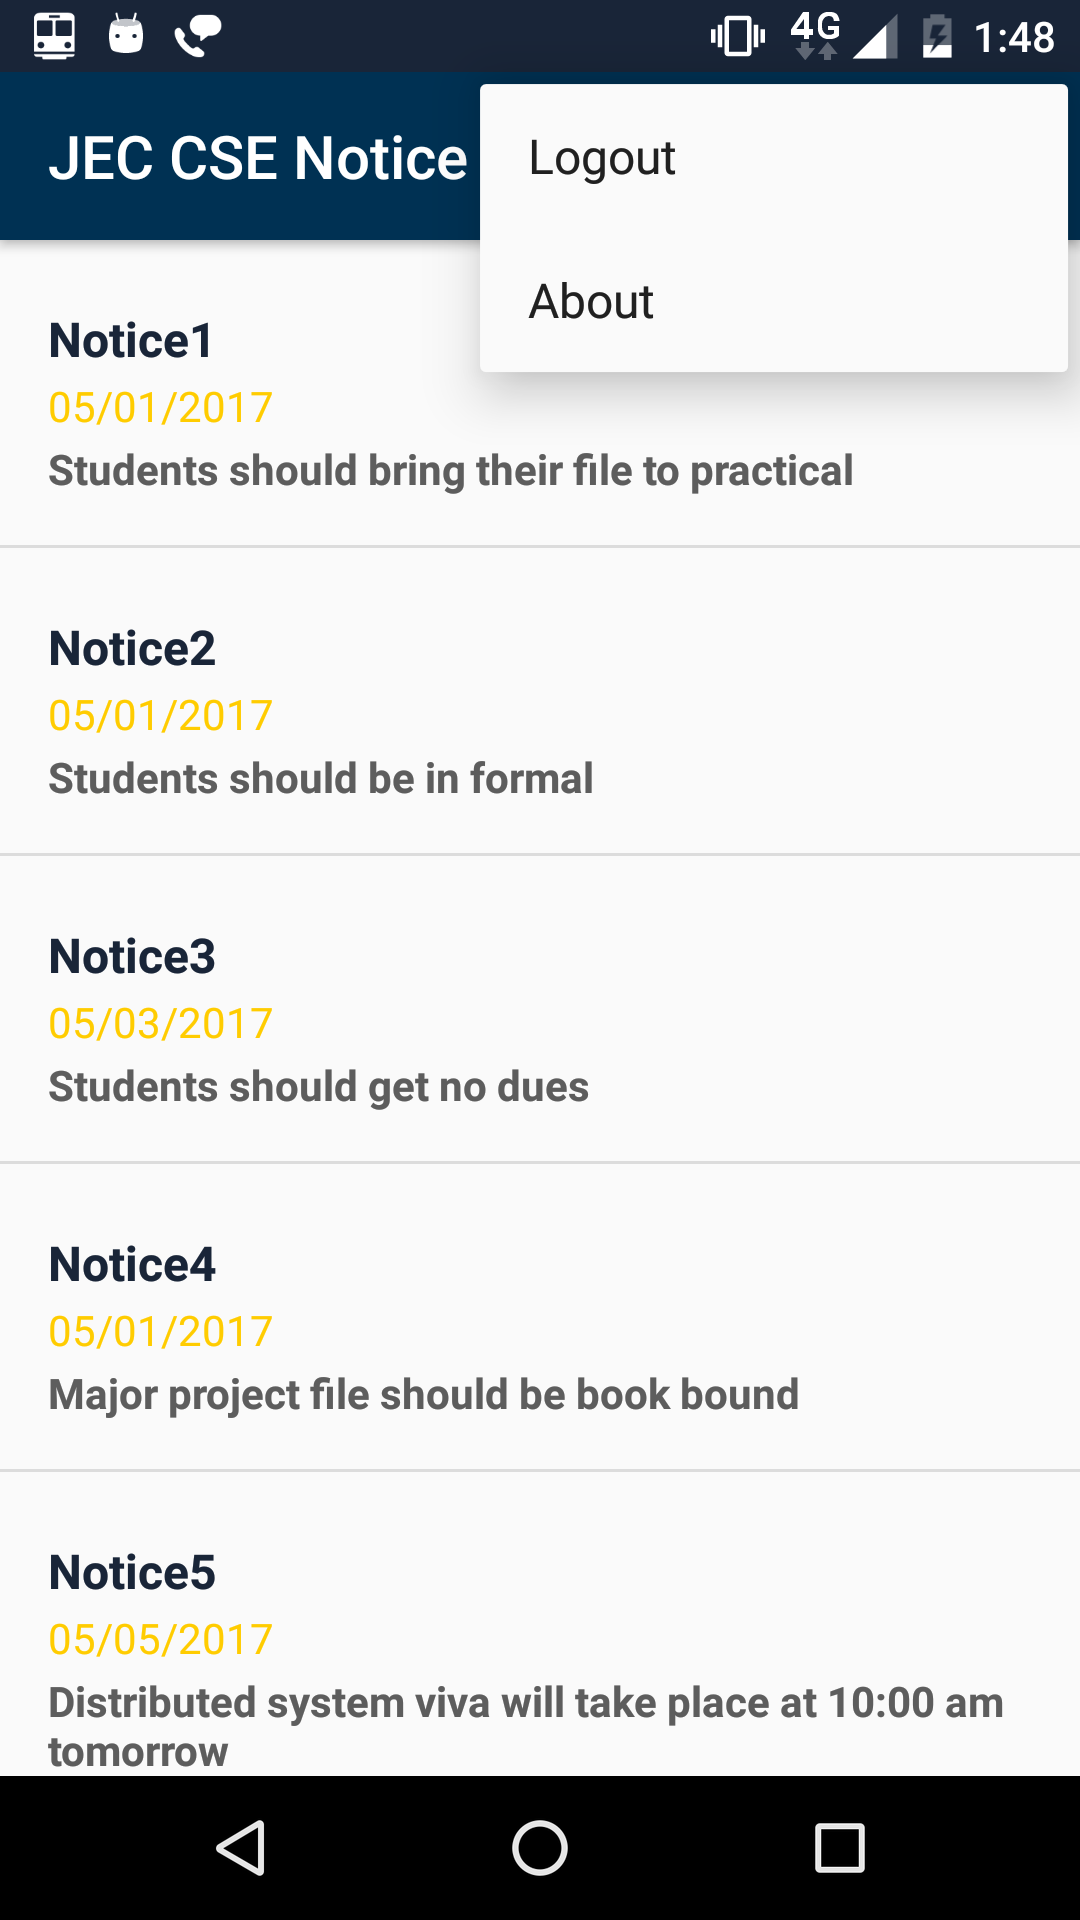 4G 1:48
JEC CSE Notice
Logout
About
Notice1
05/01/2017
Students should bring their file to practical
Notice2
05/01/2017
Students should be in formal
Notice3
05/03/2017
Students should get no dues
Notice4
05/01/2017
Major project file should be book bound
Notice5
05/05/2017
Distributed system viva will take place at 10:00 am
tomorrow